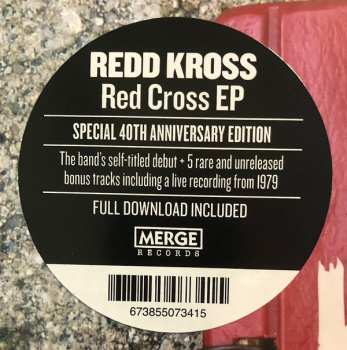 REDD KROSS
Red Cross EP
SPECIAL 40TH ANNIVERSARY EDITION
The band's self-titled debut + 5 rare and unreleased
bonus tracks including a live recording from 1979
FULL DOWNLOAD INCLUDED
MERGE
RECORDS
673855073415